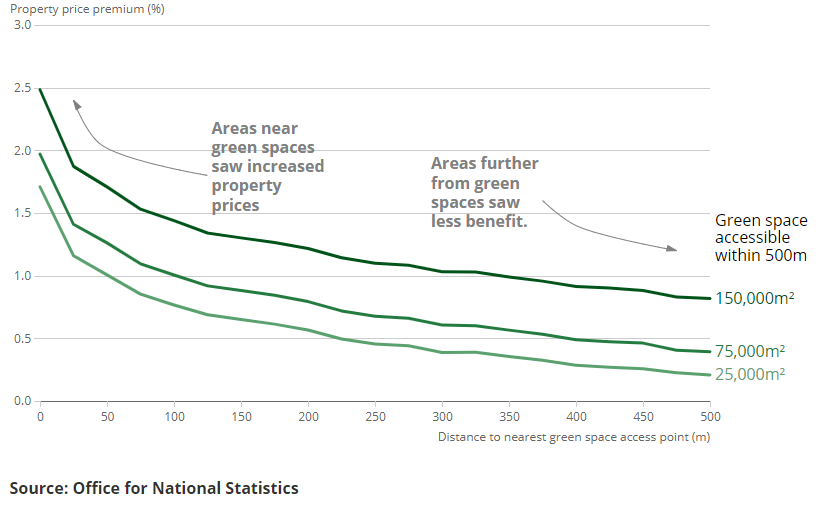 Property price premium (%)
3.0
2.5
2.0
1.5
1.0
0.5
0.0
0
50
100
150
200
250
300
350
400
450
500
Distance to nearest green space access point (m)
Areas near
green spaces
saw increased
property
prices
Areas further
from green
spaces saw
less benefit.
Green space
accessible
within 500m
150,000m²
75,000m²
25,000m²
Source: Office for National Statistics